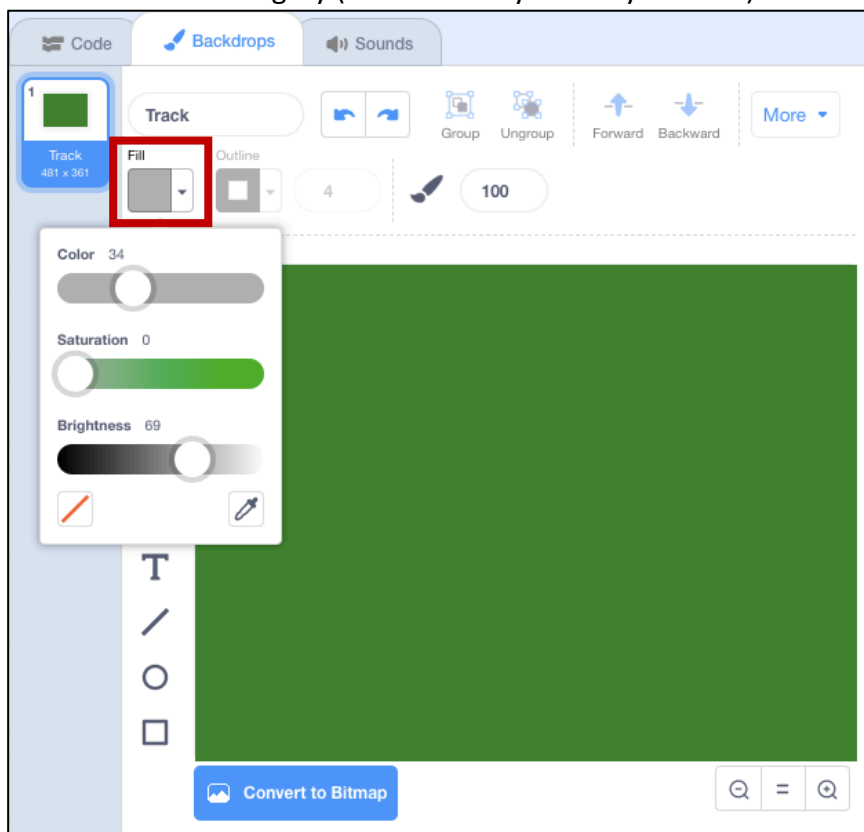 Code Backdrops Sounds
1
Track
Group Ungroup Forward Backward More
Track
481 x 361
Fill Outline
4 100
Color 34
Saturation 0
Brightness 69
T
Convert to Bitmap